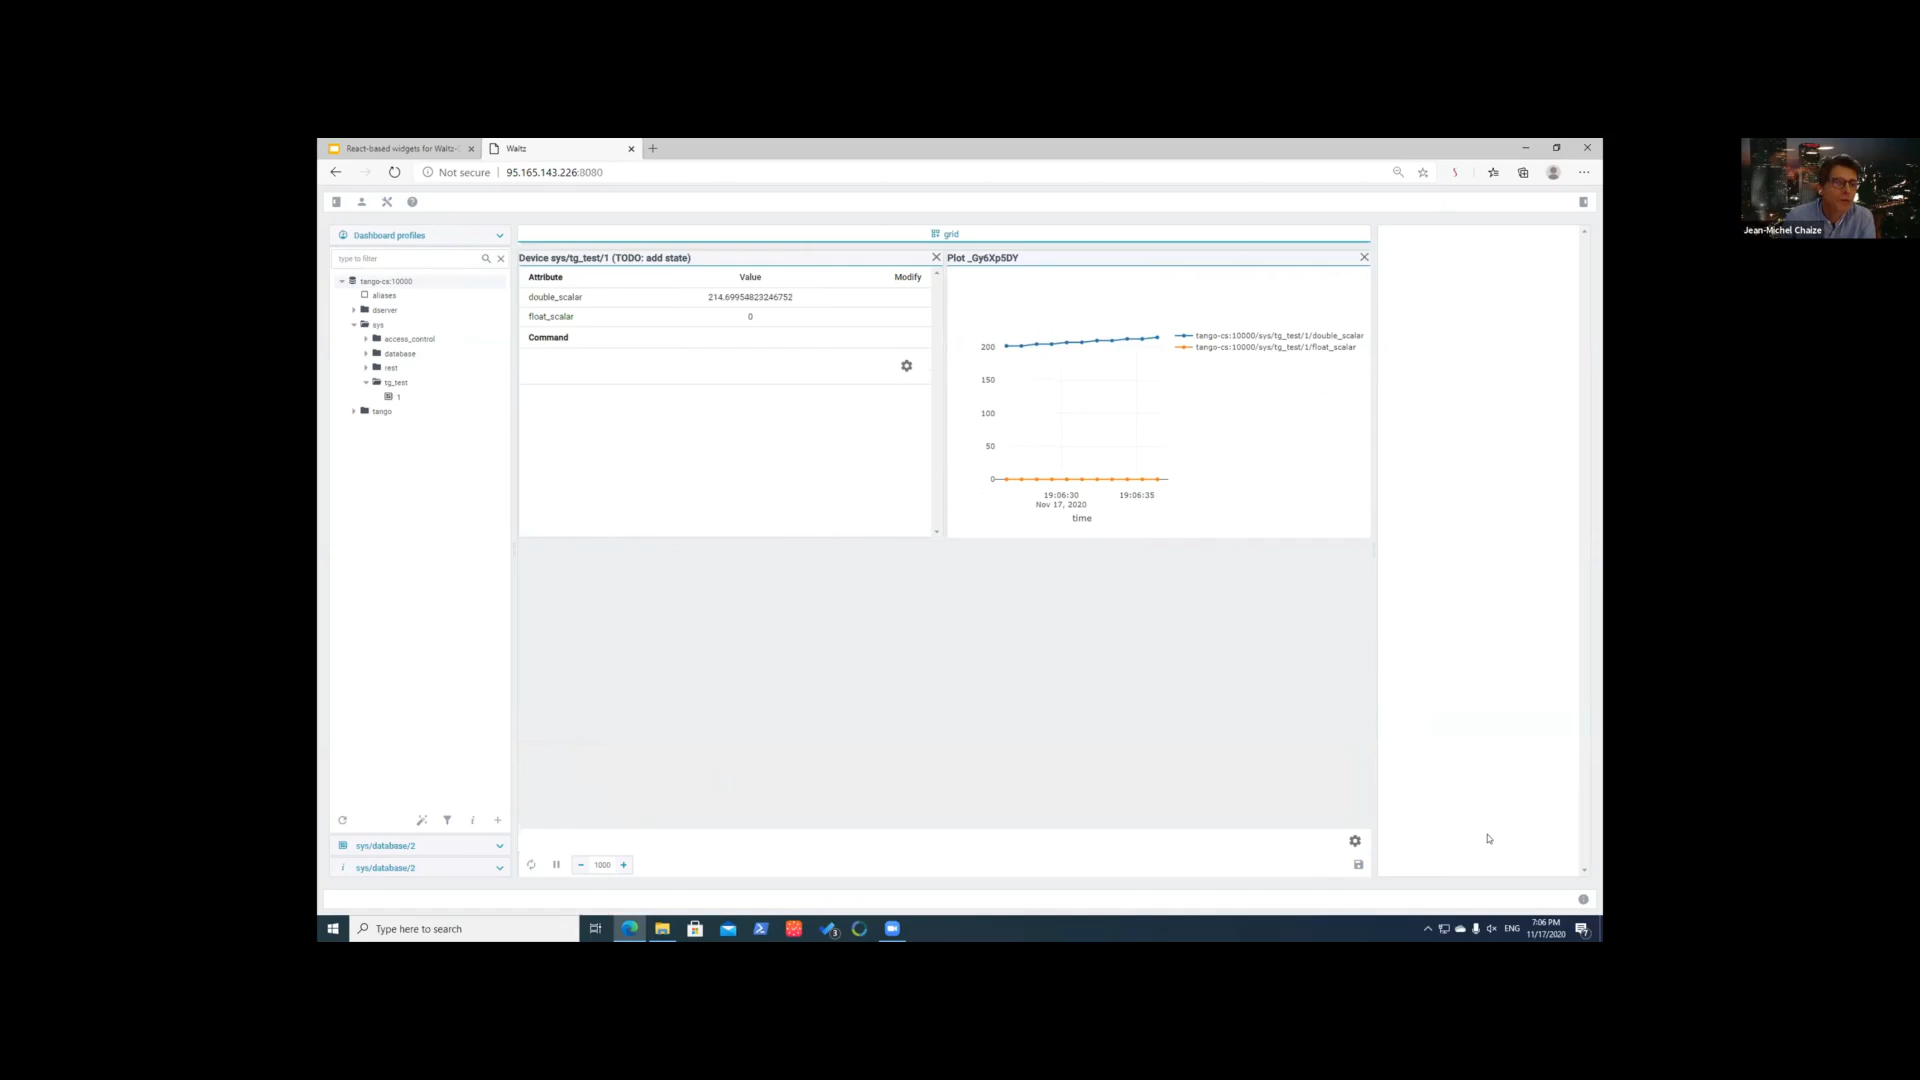 React-based widgets for Waltz-
Waltz
Not secure
95.165.143.226:8080
Jean-Michel Chaize
Dashboard profiles
grid
type to filter
tango-cs:10000
aliases
dserver
sys
access_control
database
rest
tg_test
1
tango
Device sys/tg_test/1 (TODO: add state)
Attribute Value Modify
double_scalar 214.69954823246752
float_scalar 0
Command
Plot _Gy6Xp5DY
tango-cs:10000/sys/tg_test/1/double_scalar
tango-cs:10000/sys/tg_test/1/float_scalar
200
150
100
50
0
19:06:30 19:06:35
Nov 17, 2020
time
sys/database/2
sys/database/2
1000
Type here to search
3
ENG
7:06 PM
11/17/2020
7